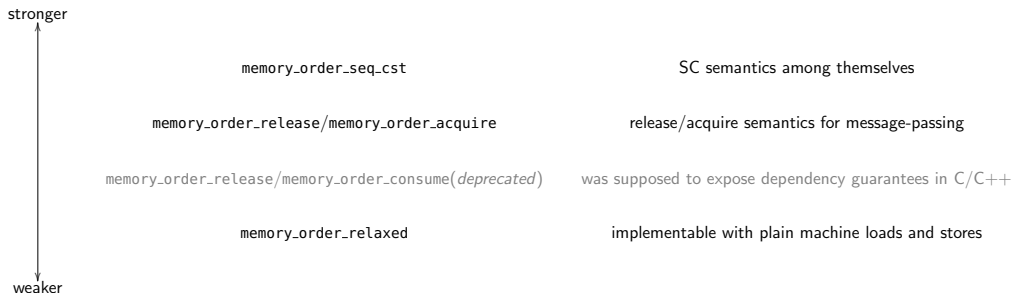 stronger
memory_order_seq_cst SC semantics among themselves
memory_order_release/memory_order_acquire release/acquire semantics for message-passing
memory_order_release/memory_order_consume(deprecated) was supposed to expose dependency guarantees in C/C++
memory_order_relaxed implementable with plain machine loads and stores
weaker